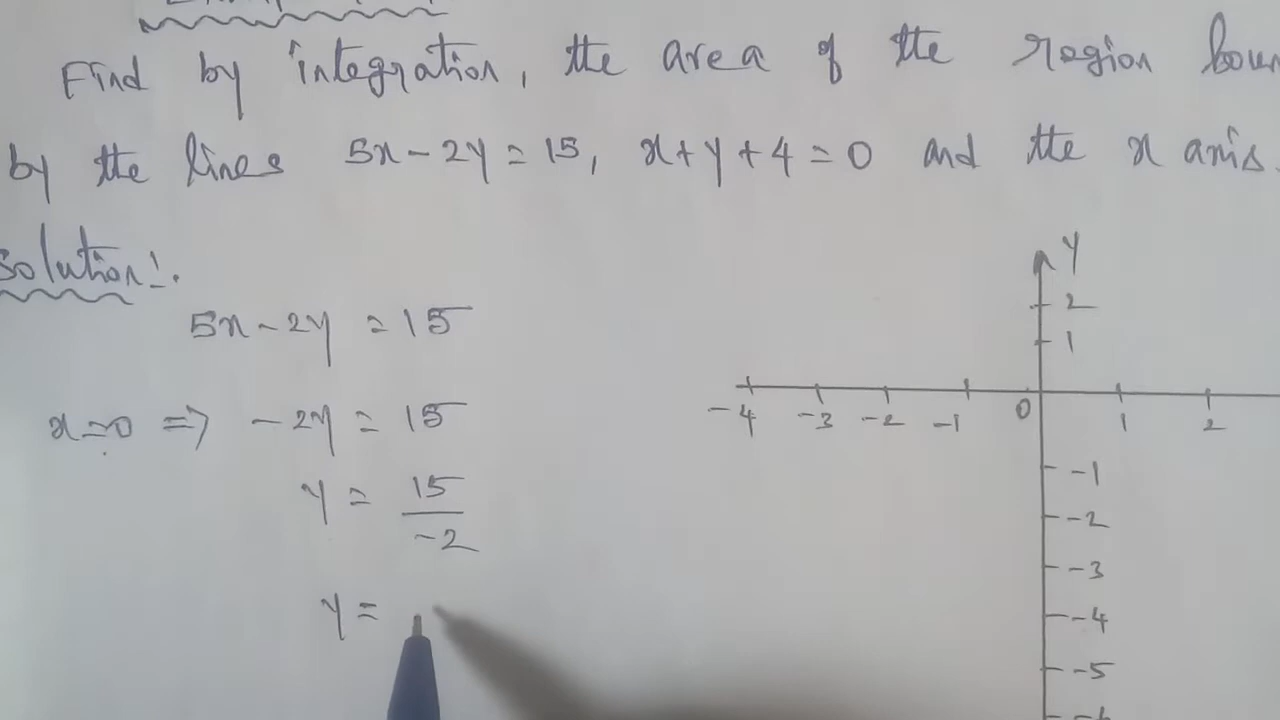 Find by integration, the area of the region boun
by the lines 5x - 2y = 15, x + y + 4 = 0 and the x axis.
Solution:.
5x - 2y = 15
x = 0 ⇒ -2y = 15
y = 15/-2
y =
Y
2
1
-4 -3 -2 -1 0 1 2
-1
-2
-3
-4
-5